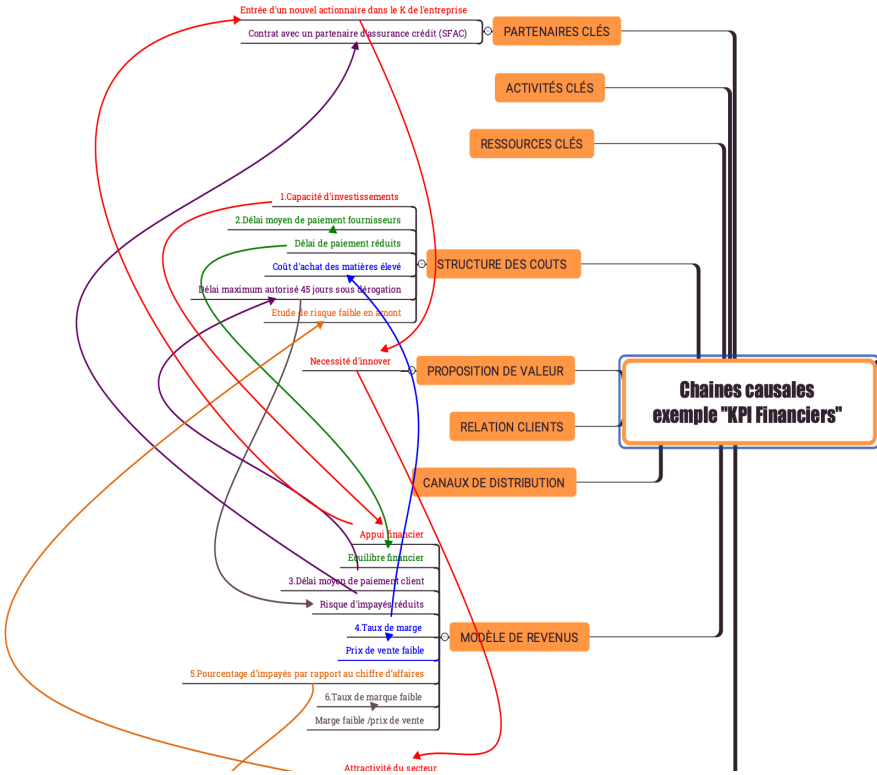 Entrée d'un nouvel actionnaire dans le K de l'entreprise
Contrat avec un partenaire d'assurance crédit (SFAC)
PARTENAIRES CLÉS
ACTIVITÉS CLÉS
RESSOURCES CLÉS
1.Capacité d'investissements
2.Délai moyen de paiement fournisseurs
Délai de paiement réduits
Coût d'achat des matières élevé
Délai maximum autorisé 45 jours sous dérogation
Etude de risque faible en amont
STRUCTURE DES COUTS
Necessité d'innover
PROPOSITION DE VALEUR
Chaines causales
exemple "KPI Financiers"
RELATION CLIENTS
CANAUX DE DISTRIBUTION
Appui financier
Equilibre financier
3.Délai moyen de paiement client
Risque d'impayés réduits
4.Taux de marge
Prix de vente faible
5.Pourcentage d'impayés par rapport au chiffre d'affaires
6.Taux de marque faible
Marge faible /prix de vente
MODÈLE DE REVENUS
Attractivité du secteur